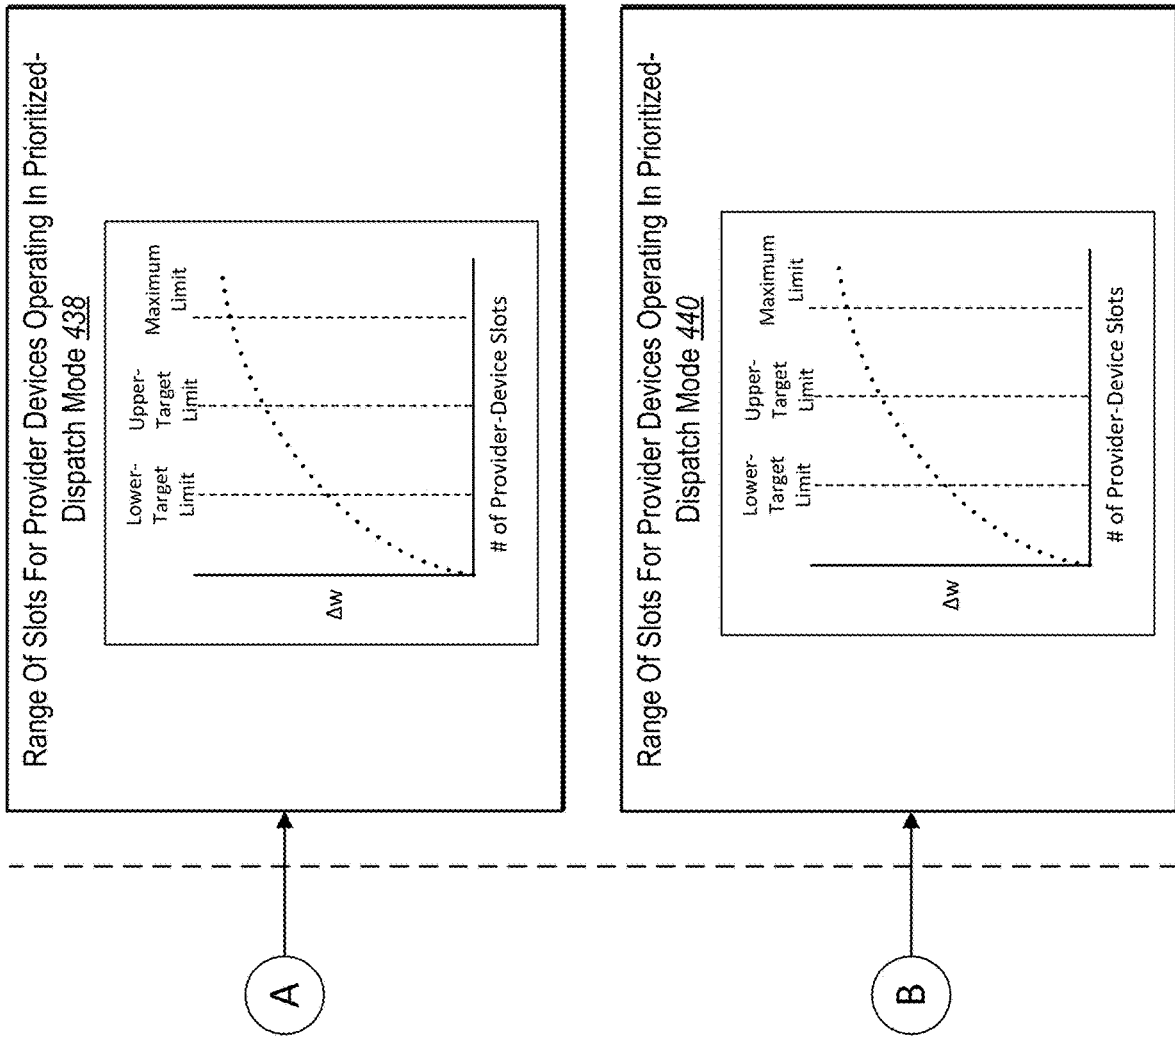 A
Range Of Slots For Provider Devices Operating In Prioritized-
Dispatch Mode 438
Δw
Lower-
Target
Limit
Upper-
Target
Limit
Maximum
Limit
# of Provider-Device Slots
B
Range Of Slots For Provider Devices Operating In Prioritized-
Dispatch Mode 440
Δw
Lower-
Target
Limit
Upper-
Target
Limit
Maximum
Limit
# of Provider-Device Slots